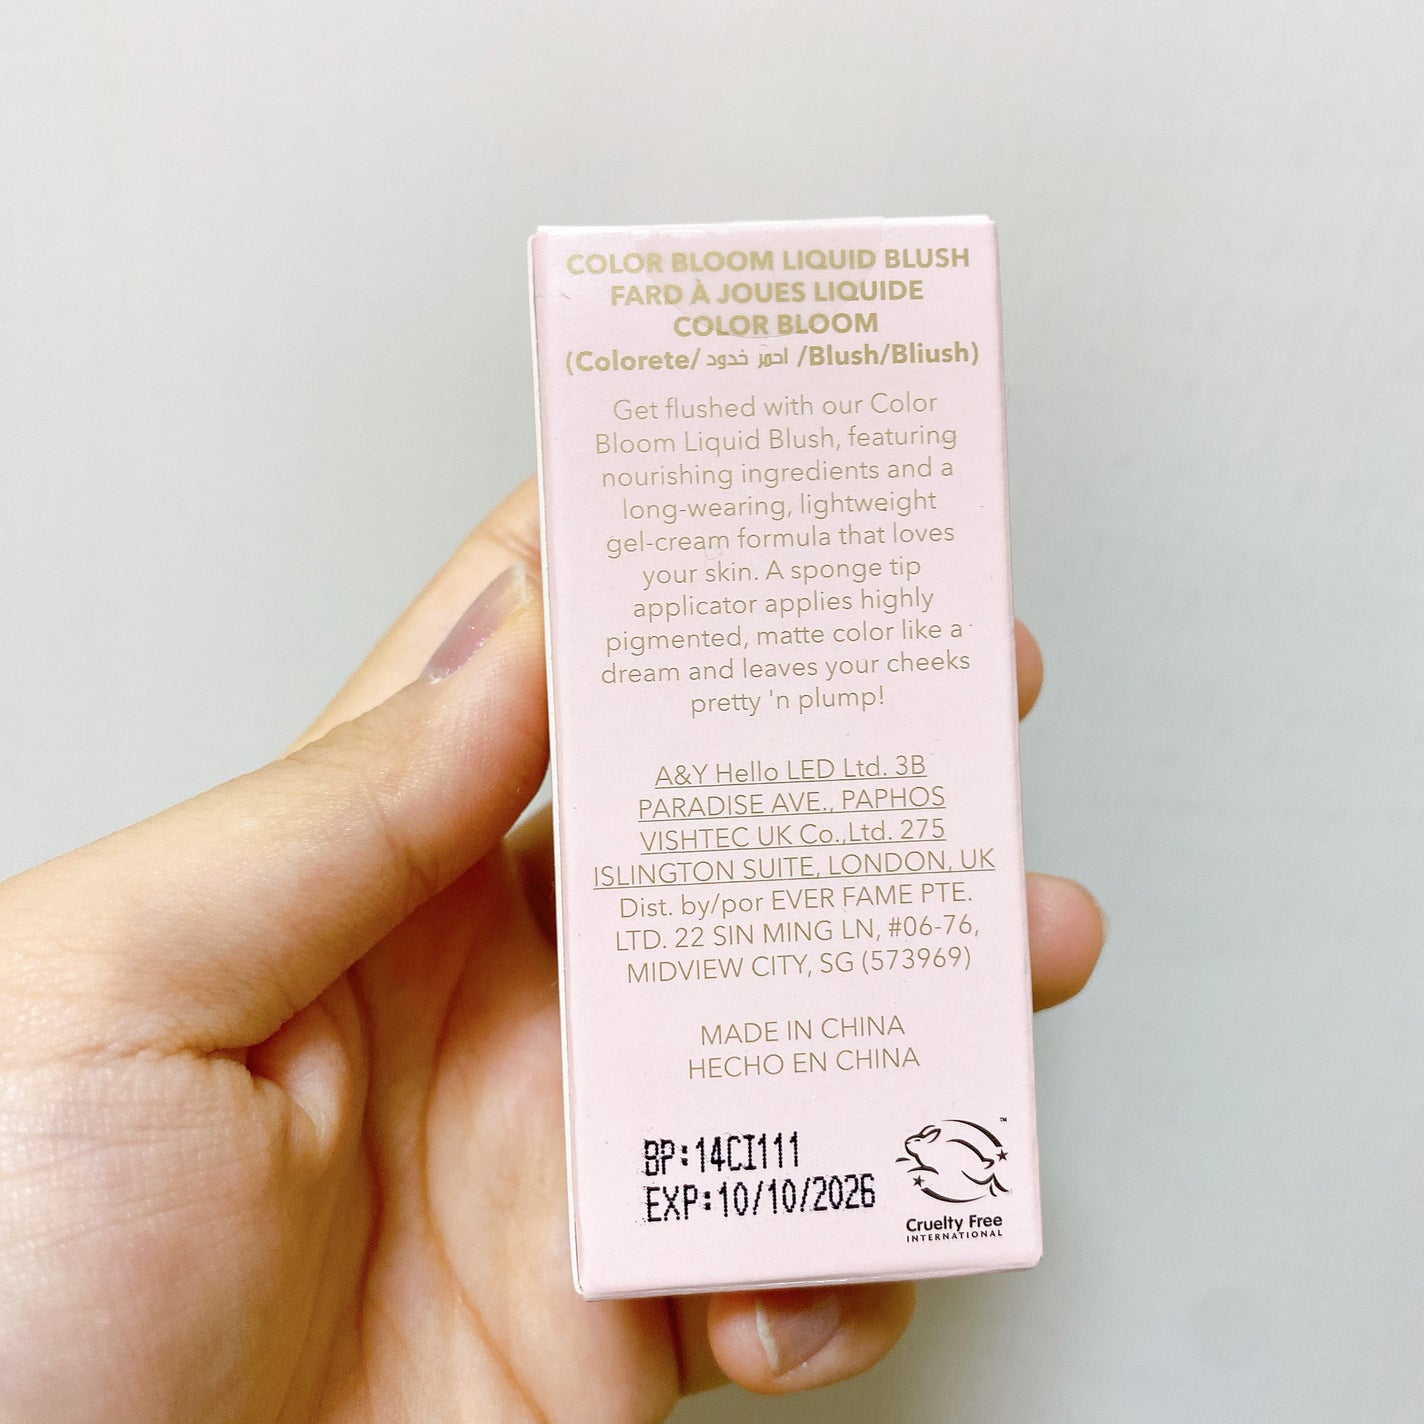 COLOR BLOOM LIQUID BLUSH
FARD À JOUES LIQUIDE
COLOR BLOOM
(Colorete/ احمر خدود /Blush/Bliush)
Get flushed with our Color
Bloom Liquid Blush, featuring
nourishing ingredients and a
long-wearing, lightweight
gel-cream formula that loves
your skin. A sponge tip
applicator applies highly
pigmented, matte color like a
dream and leaves your cheeks
pretty 'n plump!
A&Y Hello LED Ltd. 3B
PARADISE AVE., PAPHOS
VISHTEC UK Co.,Ltd. 275
ISLINGTON SUITE, LONDON, UK
Dist. by/por EVER FAME PTE.
LTD. 22 SIN MING LN, #06-76,
MIDVIEW CITY, SG (573969)
MADE IN CHINA
HECHO EN CHINA
BP:14CI111
EXP:10/10/2026
TM
Cruelty Free
INTERNATIONAL